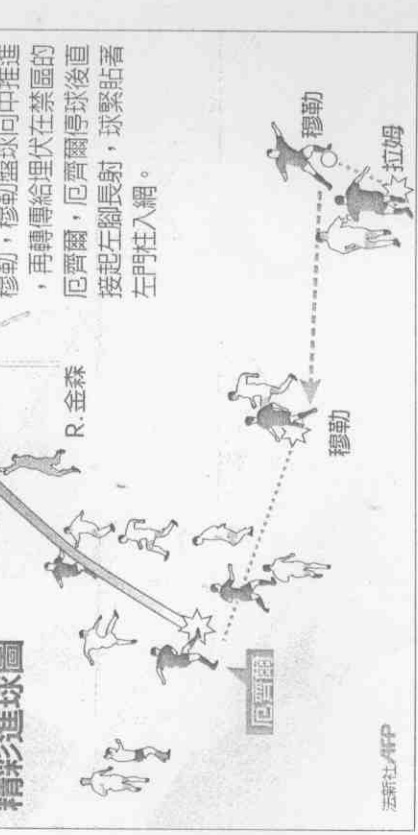 精彩進球圖
穆勒，穆勒盤球向中推進
，再轉傳給埋伏在禁區的
厄齊爾，厄齊爾停球後直
接起左腳長射，球緊貼著
左門柱入網。
R.金森
穆勒
拉姆
穆勒
厄齊爾
法新社AFP